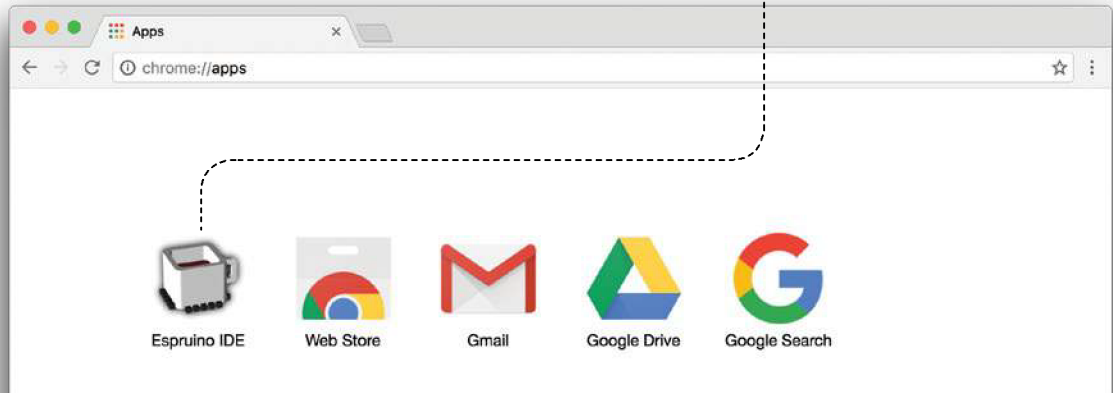 Apps
chrome://apps
Espruino IDE
Web Store
Gmail
Google Drive
Google Search